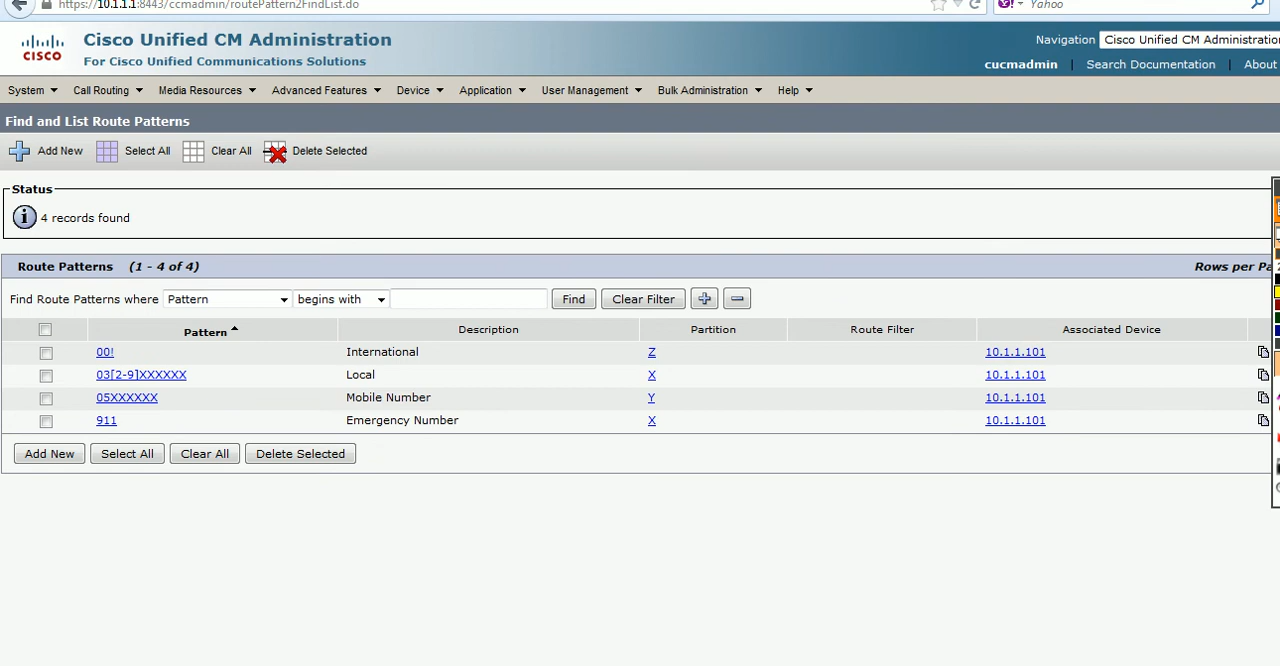 https://10.1.1.1:8443/ccmadmin/routePattern2FindList.do Yahoo
CISCO Cisco Unified CM Administration Navigation Cisco Unified CM Administration
For Cisco Unified Communications Solutions cucmadmin | Search Documentation | About
System Call Routing Media Resources Advanced Features Device Application User Management Bulk Administration Help
Find and List Route Patterns
Add New Select All Clear All Delete Selected
Status
4 records found
Route Patterns (1 - 4 of 4) Rows per Pa
Find Route Patterns where Pattern begins with Find Clear Filter
Pattern Description Partition Route Filter Associated Device
00! International Z 10.1.1.101
03[2-9]XXXXXX Local X 10.1.1.101
05XXXXXX Mobile Number Y 10.1.1.101
911 Emergency Number X 10.1.1.101
Add New Select All Clear All Delete Selected